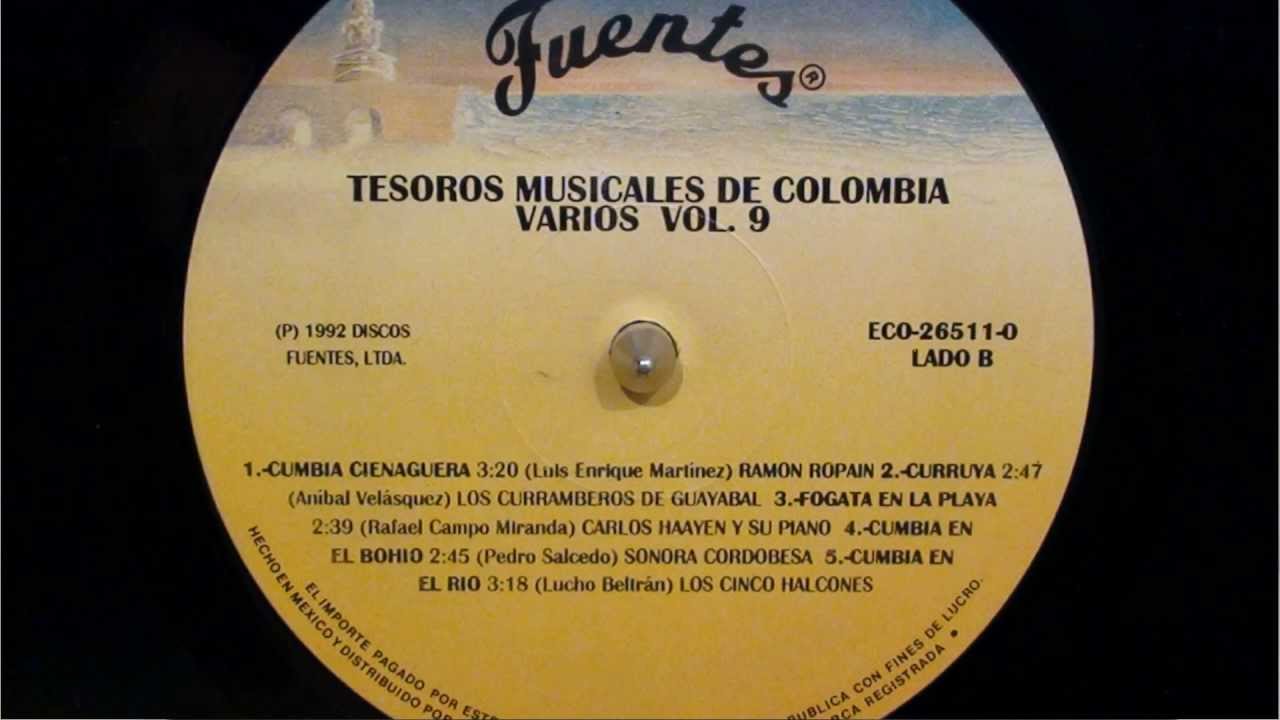 Fuentes®
TESOROS MUSICALES DE COLOMBIA
VARIOS VOL. 9
(P) 1992 DISCOS
FUENTES, LTDA.
ECO-26511-0
LADO B
1.-CUMBIA CIENAGUERA 3:20 (Luis Enrique Martínez) RAMON ROPAIN 2.-CURRUYA 2:47
(Aníbal Velásquez) LOS CURRAMBEROS DE GUAYABAL 3.-FOGATA EN LA PLAYA
2:39 (Rafael Campo Miranda) CARLOS HAAYEN Y SU PIANO 4.-CUMBIA EN
EL BOHIO 2:45 (Pedro Salcedo) SONORA CORDOBESA 5.-CUMBIA EN
EL RIO 3:18 (Lucho Beltrán) LOS CINCO HALCONES
EL IMPORTE PAGADO POR ESTE
HECHO EN MEXICO Y DISTRIBUIDO POR
PUBLICA CON FINES DE LUCRO.
REGISTRADA •